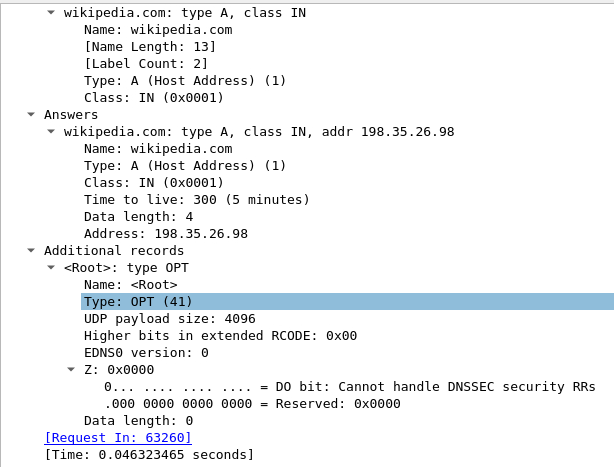 wikipedia.com: type A, class IN
Name: wikipedia.com
[Name Length: 13]
[Label Count: 2]
Type: A (Host Address) (1)
Class: IN (0x0001)
Answers
wikipedia.com: type A, class IN, addr 198.35.26.98
Name: wikipedia.com
Type: A (Host Address) (1)
Class: IN (0x0001)
Time to live: 300 (5 minutes)
Data length: 4
Address: 198.35.26.98
Additional records
<Root>: type OPT
Name: <Root>
Type: OPT (41)
UDP payload size: 4096
Higher bits in extended RCODE: 0x00
EDNS0 version: 0
Z: 0x0000
0... .... .... .... = DO bit: Cannot handle DNSSEC security RRs
.000 0000 0000 0000 = Reserved: 0x0000
Data length: 0
[Request In: 63260]
[Time: 0.046323465 seconds]